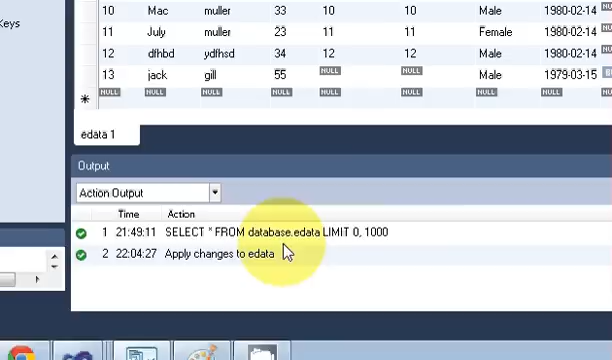 Keys
10 Mac muller 33 10 10 Male 1980-02-14
11 July muller 23 11 11 Female 1980-02-14
12 dfhbd ydfhsd 34 12 12 Male 1980-02-14
13 jack gill 55 NULL NULL Male 1979-03-15
NULL NULL NULL NULL NULL NULL NULL NULL
edata 1
Output
Action Output
Time Action
1 21:49:11 SELECT * FROM database.edata LIMIT 0, 1000
2 22:04:27 Apply changes to edata